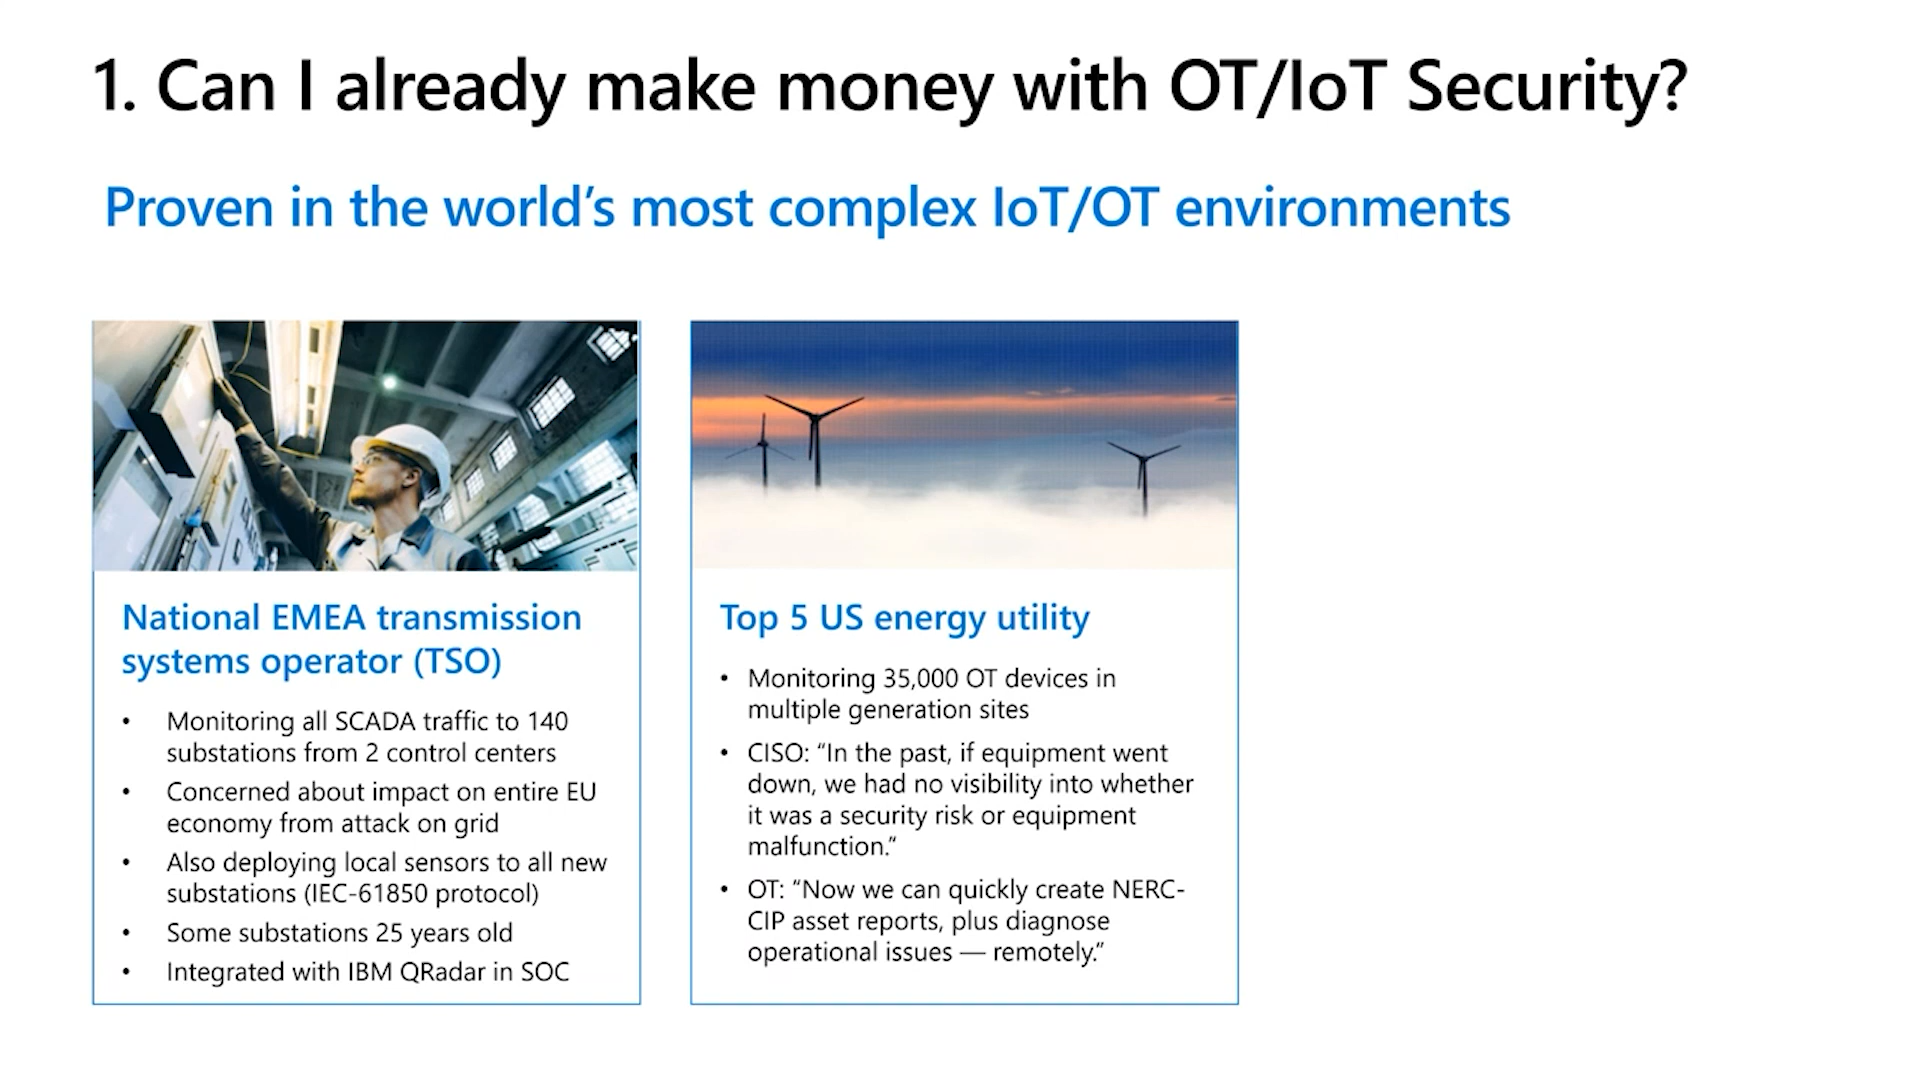 1. Can I already make money with OT/IoT Security?
Proven in the world’s most complex IoT/OT environments
National EMEA transmission
systems operator (TSO)
• Monitoring all SCADA traffic to 140
substations from 2 control centers
• Concerned about impact on entire EU
economy from attack on grid
• Also deploying local sensors to all new
substations (IEC-61850 protocol)
• Some substations 25 years old
• Integrated with IBM QRadar in SOC
Top 5 US energy utility
• Monitoring 35,000 OT devices in
multiple generation sites
• CISO: “In the past, if equipment went
down, we had no visibility into whether
it was a security risk or equipment
malfunction.”
• OT: “Now we can quickly create NERC-
CIP asset reports, plus diagnose
operational issues — remotely.”